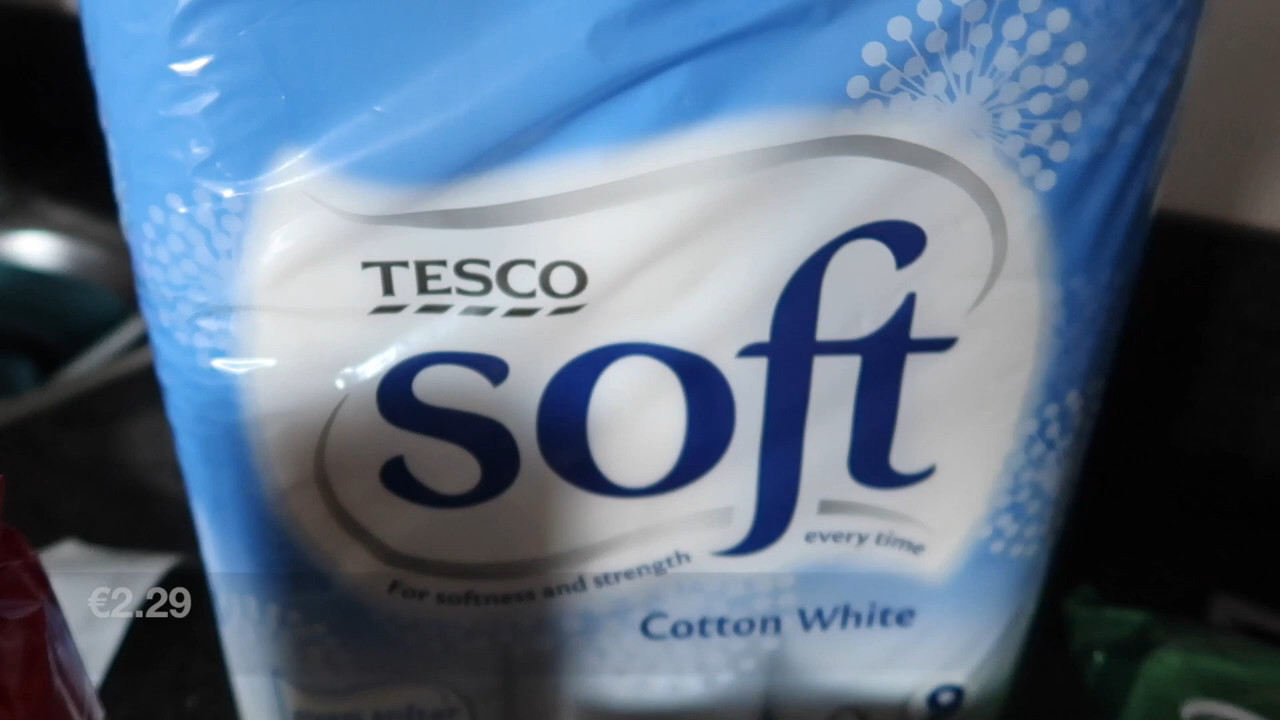 TESCO
soft
For softness and strength every time
Cotton White
€2.29